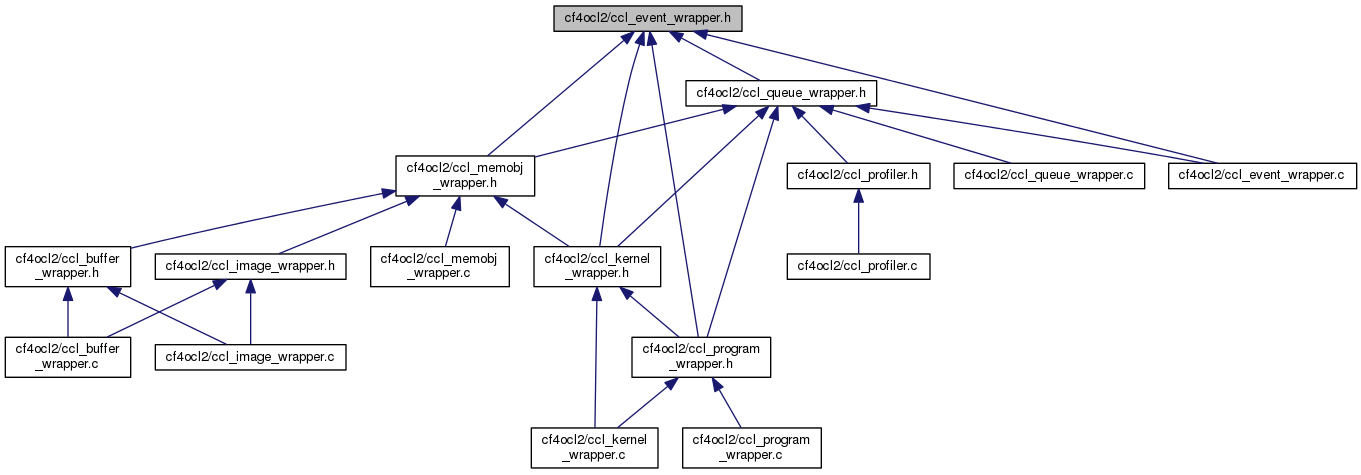 cf4ocl2/ccl_event_wrapper.h
cf4ocl2/ccl_queue_wrapper.h
cf4ocl2/ccl_memobj
_wrapper.h
cf4ocl2/ccl_profiler.h
cf4ocl2/ccl_queue_wrapper.c
cf4ocl2/ccl_event_wrapper.c
cf4ocl2/ccl_buffer
_wrapper.h
cf4ocl2/ccl_image_wrapper.h
cf4ocl2/ccl_memobj
_wrapper.c
cf4ocl2/ccl_kernel
_wrapper.h
cf4ocl2/ccl_profiler.c
cf4ocl2/ccl_buffer
_wrapper.c
cf4ocl2/ccl_image_wrapper.c
cf4ocl2/ccl_program
_wrapper.h
cf4ocl2/ccl_kernel
_wrapper.c
cf4ocl2/ccl_program
_wrapper.c